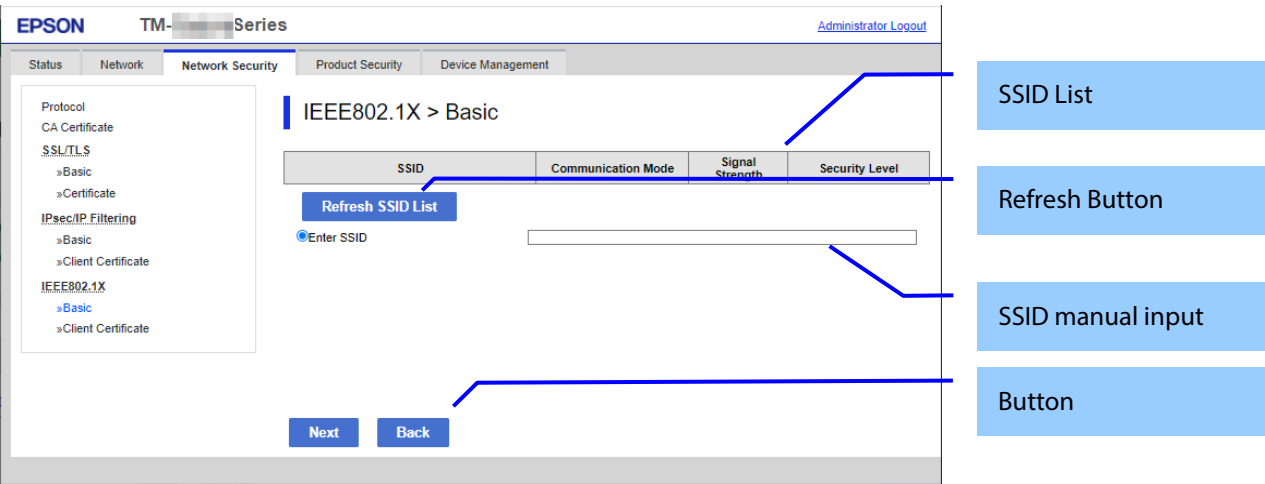 EPSON TM- Series Administrator Logout
Status Network Network Security Product Security Device Management
Protocol
CA Certificate
SSL/TLS
»Basic
»Certificate
IPsec/IP Filtering
»Basic
»Client Certificate
IEEE802.1X
»Basic
»Client Certificate
IEEE802.1X > Basic
SSID Communication Mode Signal Strength Security Level
Refresh SSID List
Enter SSID
Next Back
SSID List
Refresh Button
SSID manual input
Button